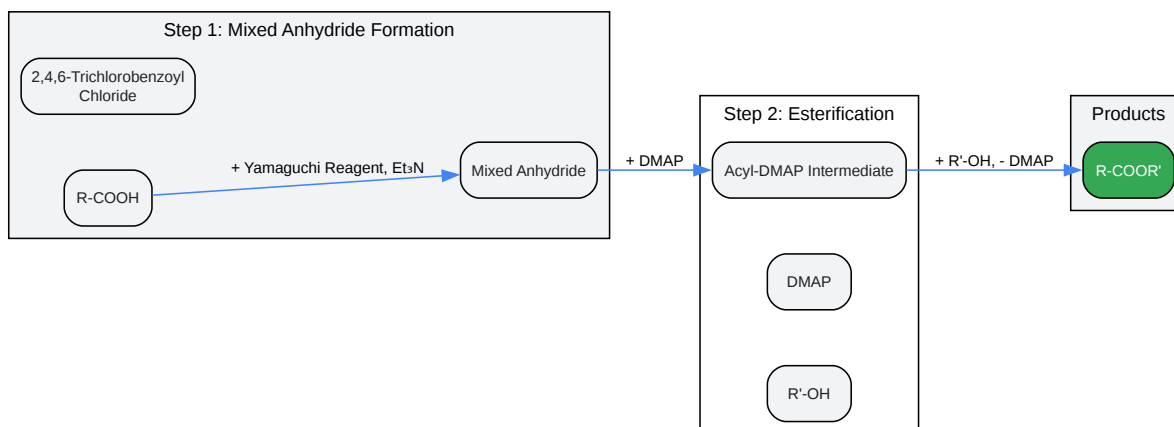 Step 1: Mixed Anhydride Formation
2,4,6-Trichlorobenzoyl
Chloride
R-COOH
+ Yamaguchi Reagent, Et₃N
Mixed Anhydride
+ DMAP
Step 2: Esterification
Acyl-DMAP Intermediate
DMAP
R'-OH
+ R'-OH, - DMAP
Products
R-COOR'